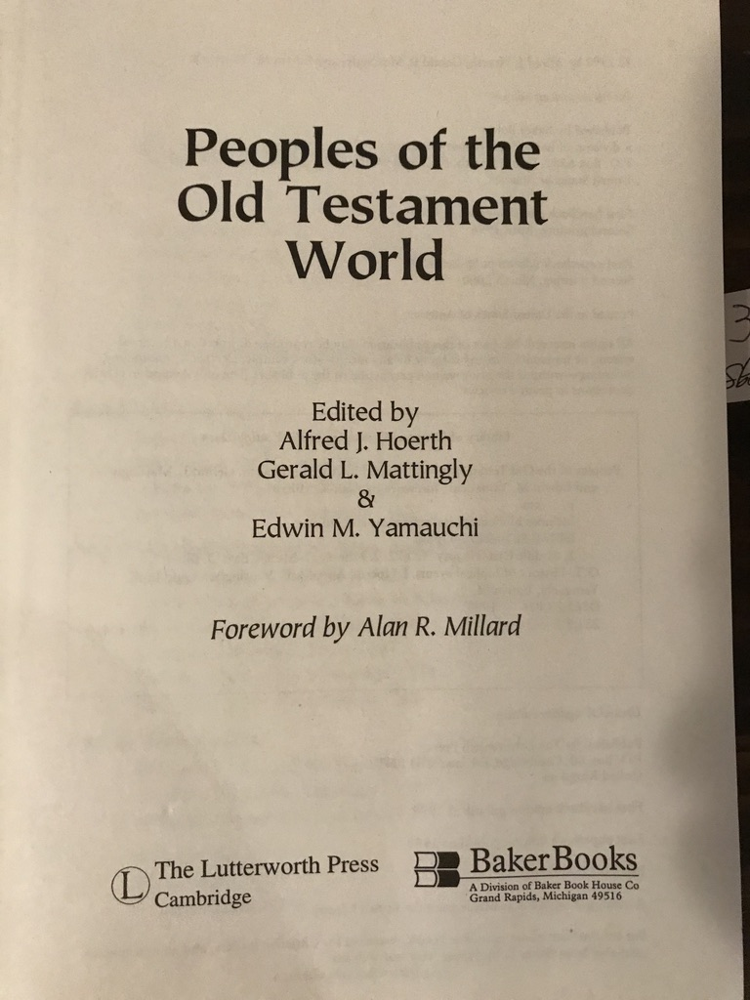 Peoples of the
Old Testament
World
Edited by
Alfred J. Hoerth
Gerald L. Mattingly
&
Edwin M. Yamauchi
Foreword by Alan R. Millard
L
The Lutterworth Press
Cambridge
BakerBooks
A Division of Baker Book House Co
Grand Rapids, Michigan 49516
3